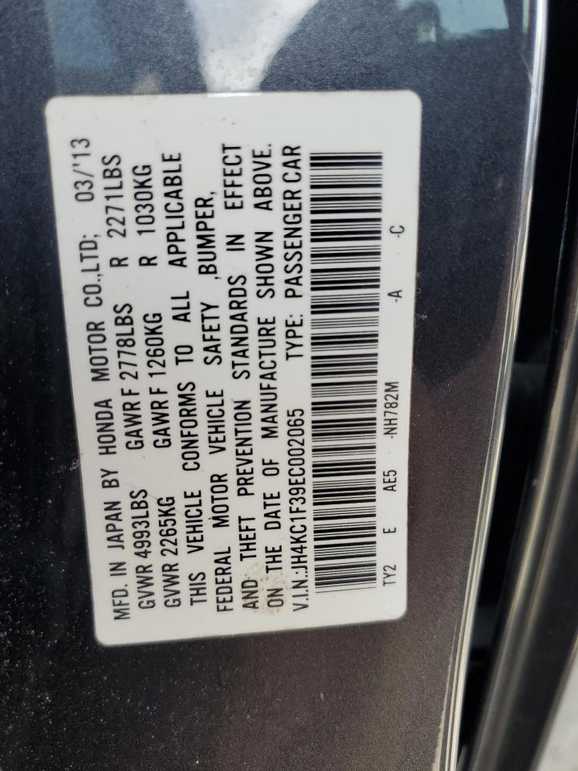 MFD. IN JAPAN BY HONDA MOTOR CO.,LTD; 03/'13
GVWR 4993LBS GAWR F 2778LBS R 2271LBS
GVWR 2265KG GAWR F 1260KG R 1030KG
THIS VEHICLE CONFORMS TO ALL APPLICABLE
FEDERAL MOTOR VEHICLE SAFETY ,BUMPER,
AND THEFT PREVENTION STANDARDS IN EFFECT
ON THE DATE OF MANUFACTURE SHOWN ABOVE.
V.I.N.:JH4KC1F39EC002065 TYPE: PASSENGER CAR
TY2 E AE5 -NH782M -A -C